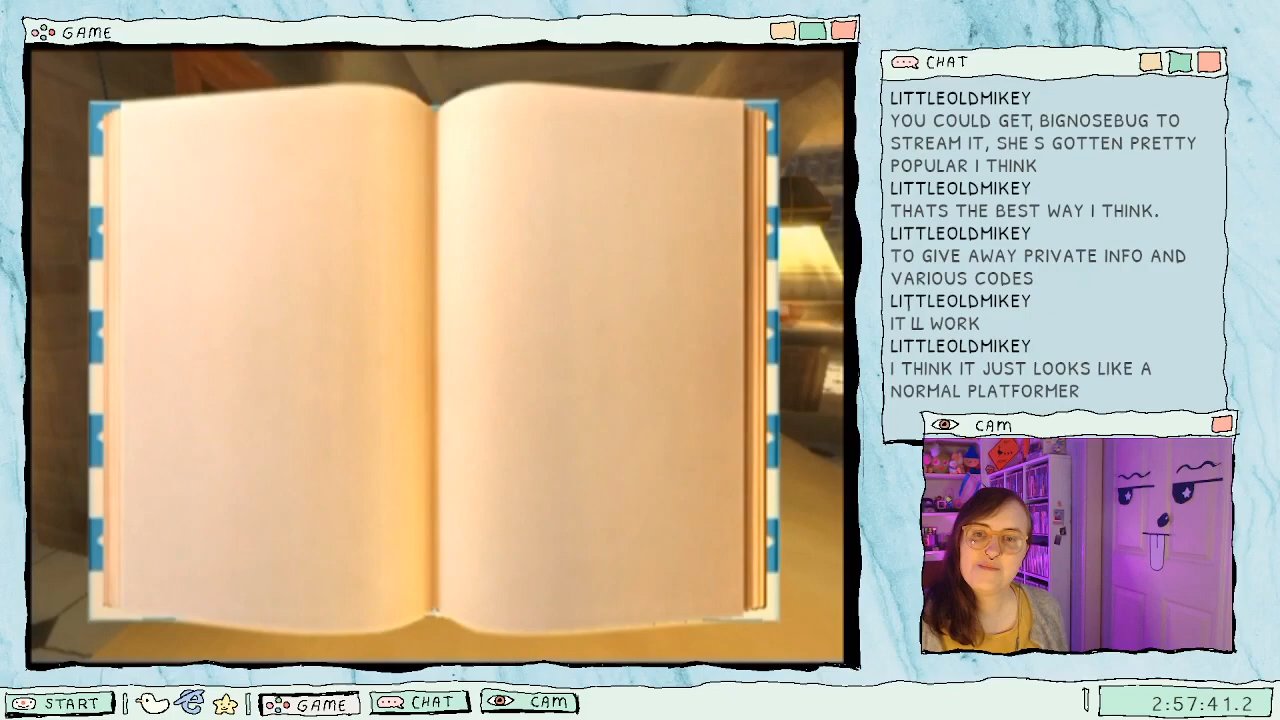 GAME
CHAT
LITTLEOLDMIKEY
YOU COULD GET, BIGNOSEBUG TO
STREAM IT, SHE S GOTTEN PRETTY
POPULAR I THINK
LITTLEOLDMIKEY
THATS THE BEST WAY I THINK.
LITTLEOLDMIKEY
TO GIVE AWAY PRIVATE INFO AND
VARIOUS CODES
LITTLEOLDMIKEY
IT LL WORK
LITTLEOLDMIKEY
I THINK IT JUST LOOKS LIKE A
NORMAL PLATFORMER
CAM
START
GAME
CHAT
CAM
2:57:41.2